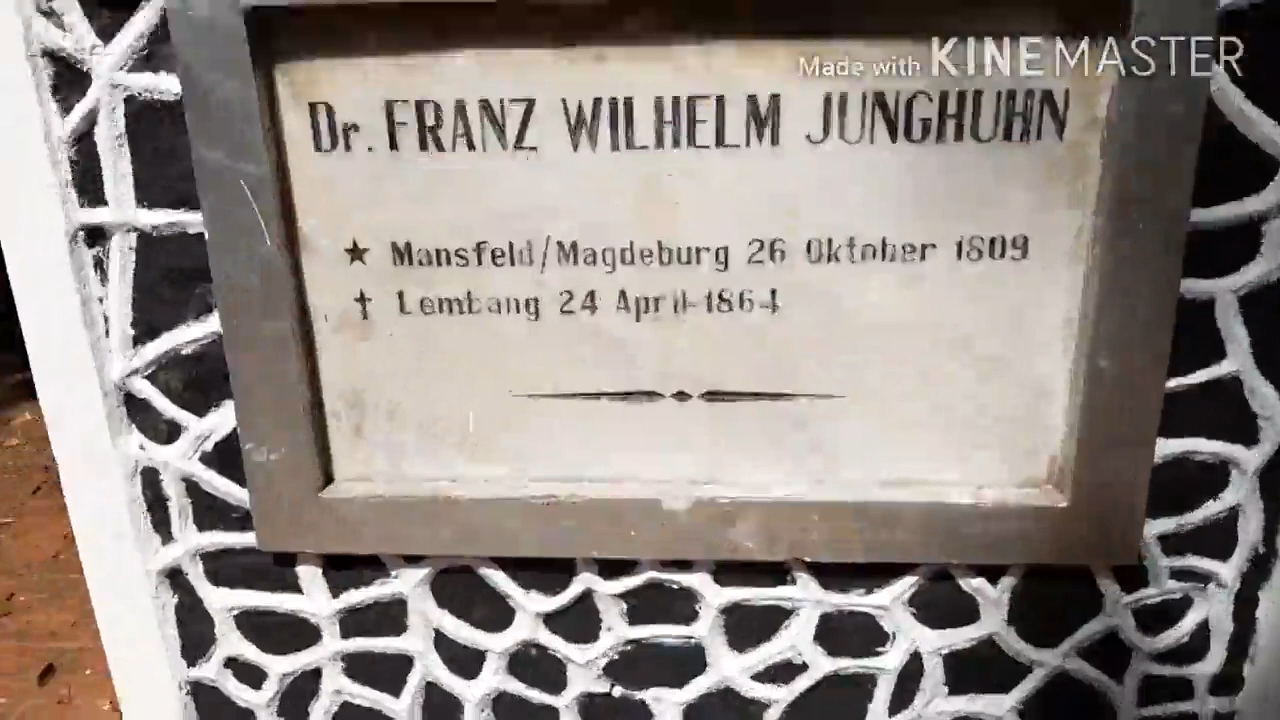 Made with KINEMASTER
Dr. FRANZ WILHELM JUNGHUHN
★ Mansfeld/Magdeburg 26 Oktober 1809
† Lembang 24 April 1864